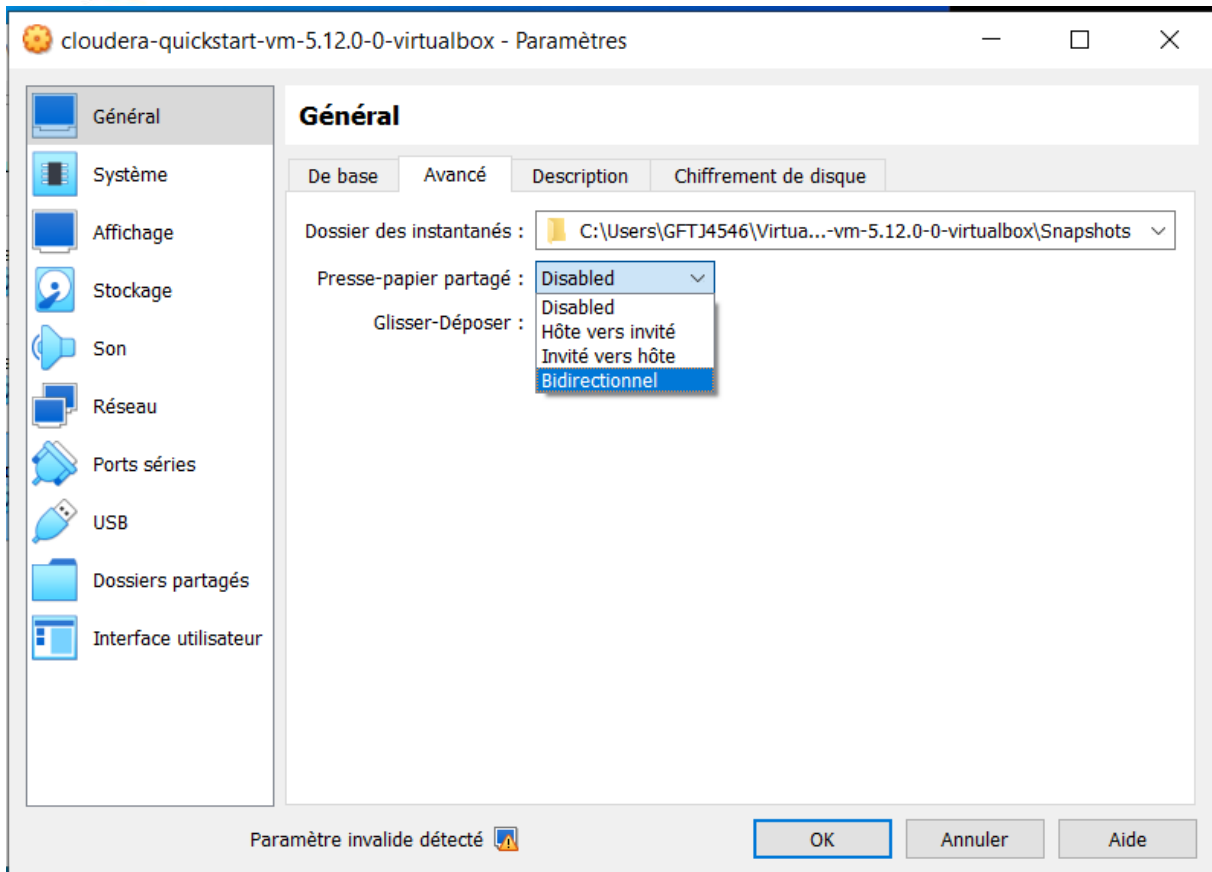 cloudera-quickstart-vm-5.12.0-0-virtualbox - Paramètres
Général
Système
Affichage
Stockage
Son
Réseau
Ports séries
USB
Dossiers partagés
Interface utilisateur
Général
De base Avancé Description Chiffrement de disque
Dossier des instantanés : C:\Users\GFTJ4546\Virtua...-vm-5.12.0-0-virtualbox\Snapshots
Presse-papier partagé : Disabled
Glisser-Déposer :
Disabled
Hôte vers invité
Invité vers hôte
Bidirectionnel
Paramètre invalide détecté
OK Annuler Aide